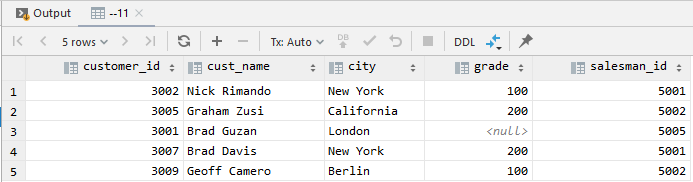 Output --11
5 rows Tx: Auto DB DDL
customer_id cust_name city grade salesman_id
1 3002 Nick Rimando New York 100 5001
2 3005 Graham Zusi California 200 5002
3 3001 Brad Guzan London <null> 5005
4 3007 Brad Davis New York 200 5001
5 3009 Geoff Camero Berlin 100 5002